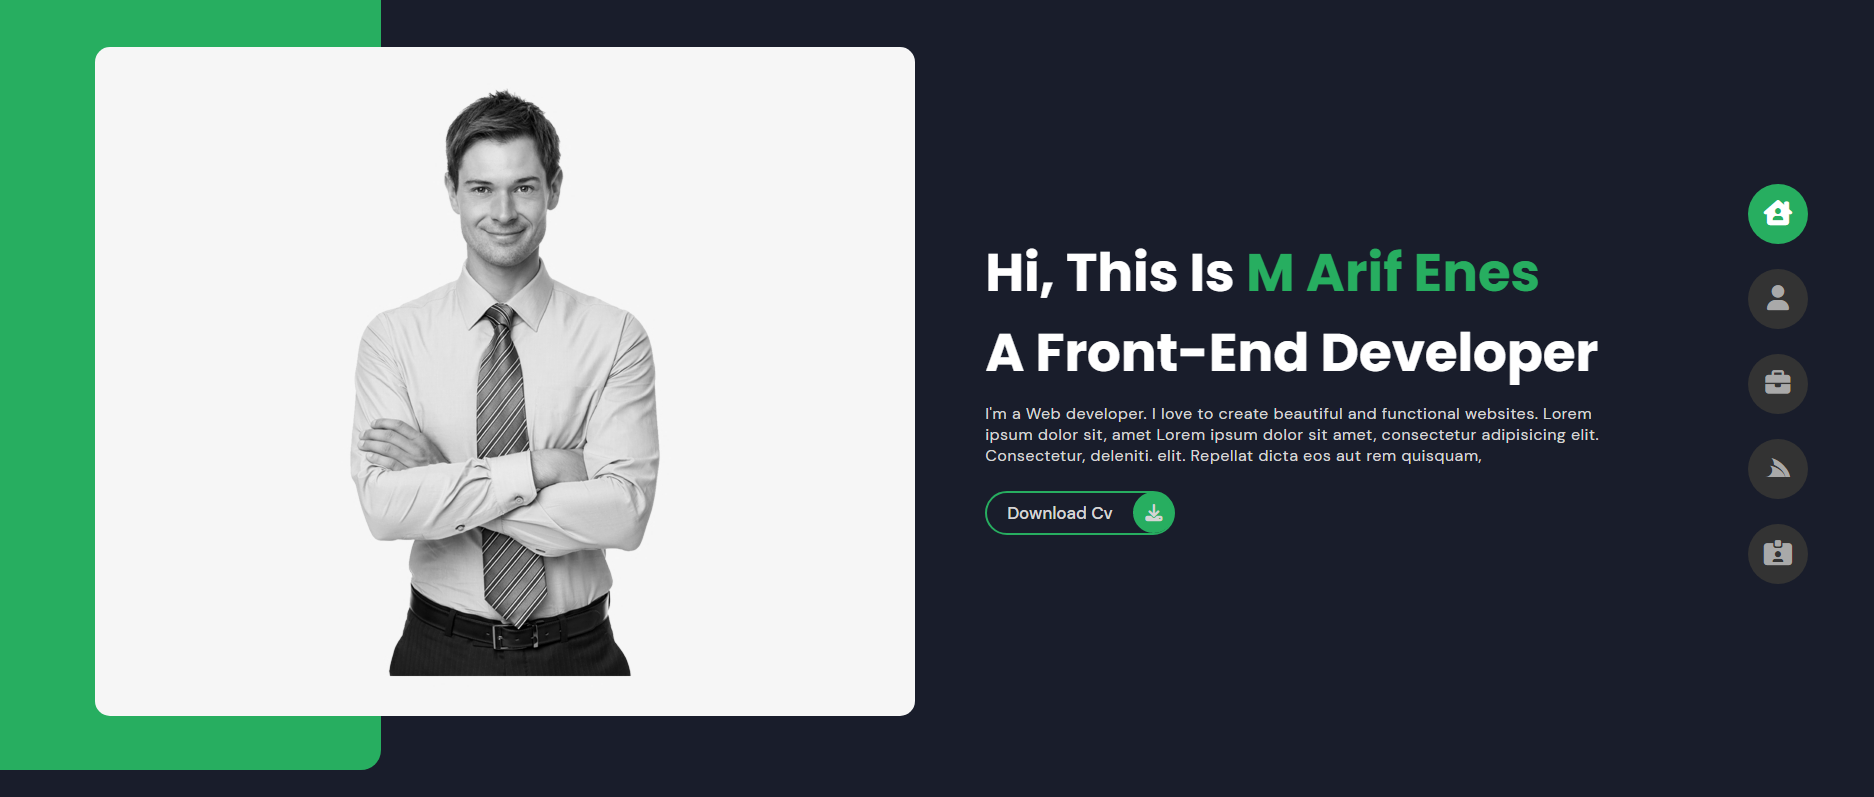 Hi, This Is M Arif Enes
A Front-End Developer
I'm a Web developer. I love to create beautiful and functional websites. Lorem
ipsum dolor sit, amet Lorem ipsum dolor sit amet, consectetur adipisicing elit.
Consectetur, deleniti. elit. Repellat dicta eos aut rem quisquam,
Download Cv